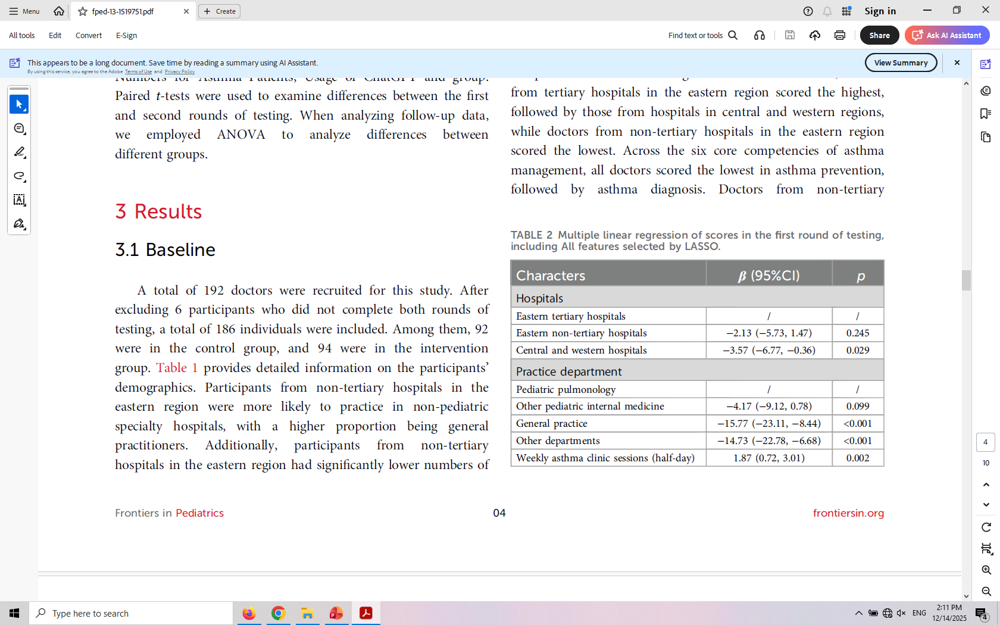 Menu
fped-13-1519751.pdf
Create
Sign in
All tools
Edit
Convert
E-Sign
Find text or tools
Share
Ask AI Assistant
This appears to be a long document. Save time by reading a summary using AI Assistant.
By using this service, you agree to the Adobe Terms of Use and Privacy Policy
View Summary
Numbers for Asthma Patients, Usage of ChatGPT and group.
Paired t-tests were used to examine differences between the first
and second rounds of testing. When analyzing follow-up data,
we employed ANOVA to analyze differences between
different groups.
3 Results
3.1 Baseline
A total of 192 doctors were recruited for this study. After
excluding 6 participants who did not complete both rounds of
testing, a total of 186 individuals were included. Among them, 92
were in the control group, and 94 were in the intervention
group. Table 1 provides detailed information on the participants’
demographics. Participants from non-tertiary hospitals in the
eastern region were more likely to practice in non-pediatric
specialty hospitals, with a higher proportion being general
practitioners. Additionally, participants from non-tertiary
hospitals in the eastern region had significantly lower numbers of
from tertiary hospitals in the eastern region scored the highest,
followed by those from hospitals in central and western regions,
while doctors from non-tertiary hospitals in the eastern region
scored the lowest. Across the six core competencies of asthma
management, all doctors scored the lowest in asthma prevention,
followed by asthma diagnosis. Doctors from non-tertiary
TABLE 2 Multiple linear regression of scores in the first round of testing,
including All features selected by LASSO.
Characters β (95%CI) p
Hospitals
Eastern tertiary hospitals / /
Eastern non-tertiary hospitals −2.13 (−5.73, 1.47) 0.245
Central and western hospitals −3.57 (−6.77, −0.36) 0.029
Practice department
Pediatric pulmonology / /
Other pediatric internal medicine −4.17 (−9.12, 0.78) 0.099
General practice −15.77 (−23.11, −8.44) <0.001
Other departments −14.73 (−22.78, −6.68) <0.001
Weekly asthma clinic sessions (half-day) 1.87 (0.72, 3.01) 0.002
Frontiers in Pediatrics
04
frontiersin.org
4
10
Type here to search
ENG
2:11 PM
12/14/2025
4